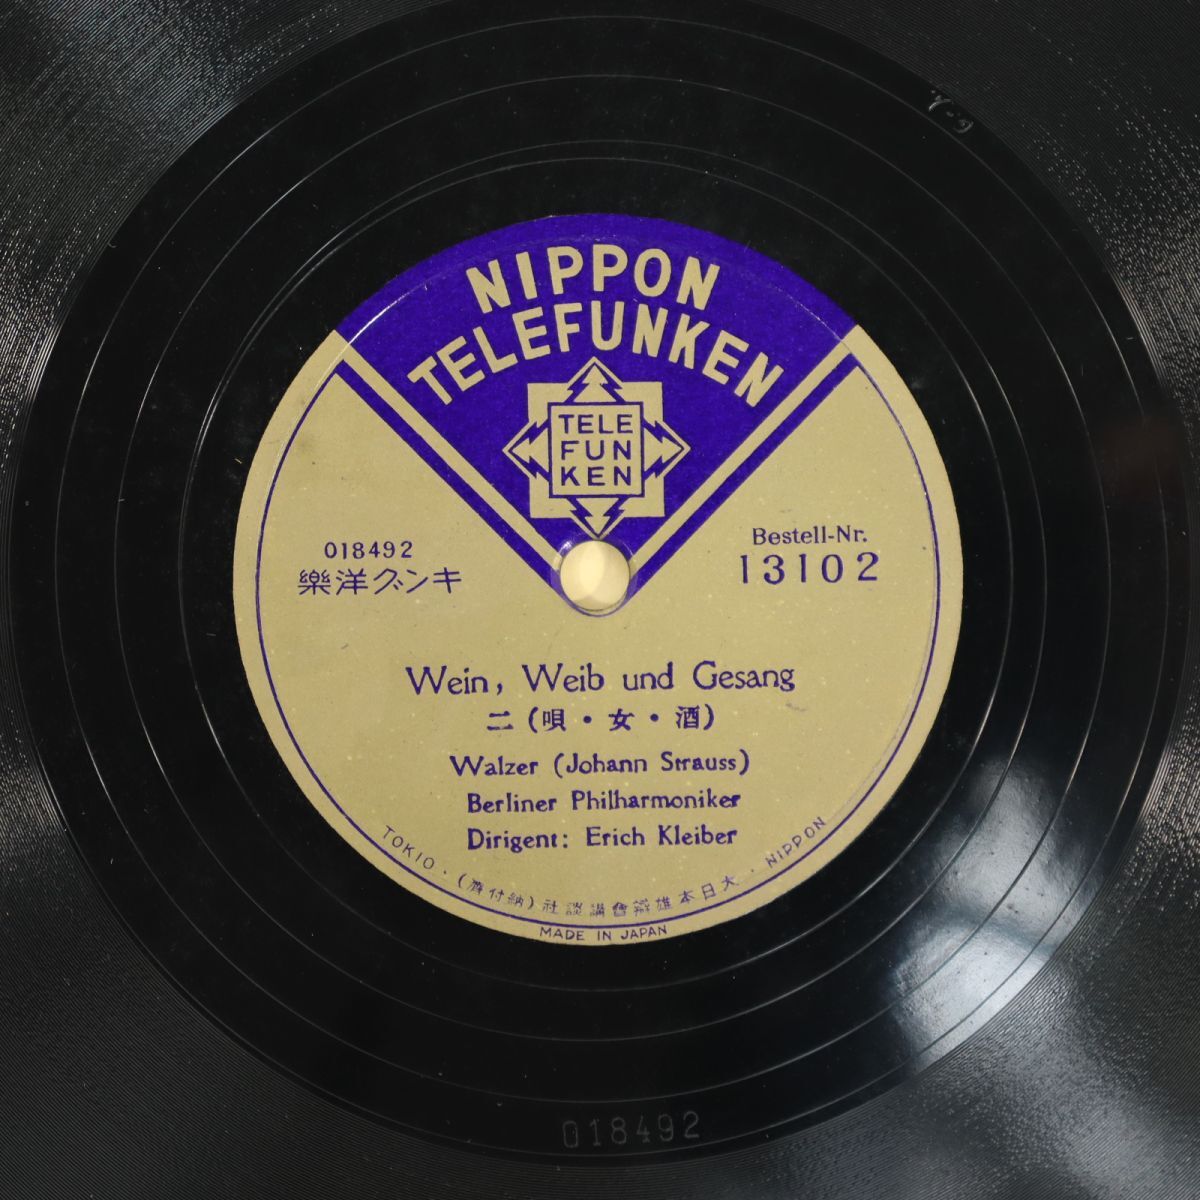 NIPPON
TELEFUNKEN
TELE
FUN
KEN
018492
キング洋樂
Bestell-Nr.
13102
Wein, Weib und Gesang
(酒・女・唄) 二
Walzer (Johann Strauss)
Berliner Philharmoniker
Dirigent: Erich Kleiber
NIPPON・大日本雄辯會講談社(納付濟)・TOKIO
MADE IN JAPAN
018492